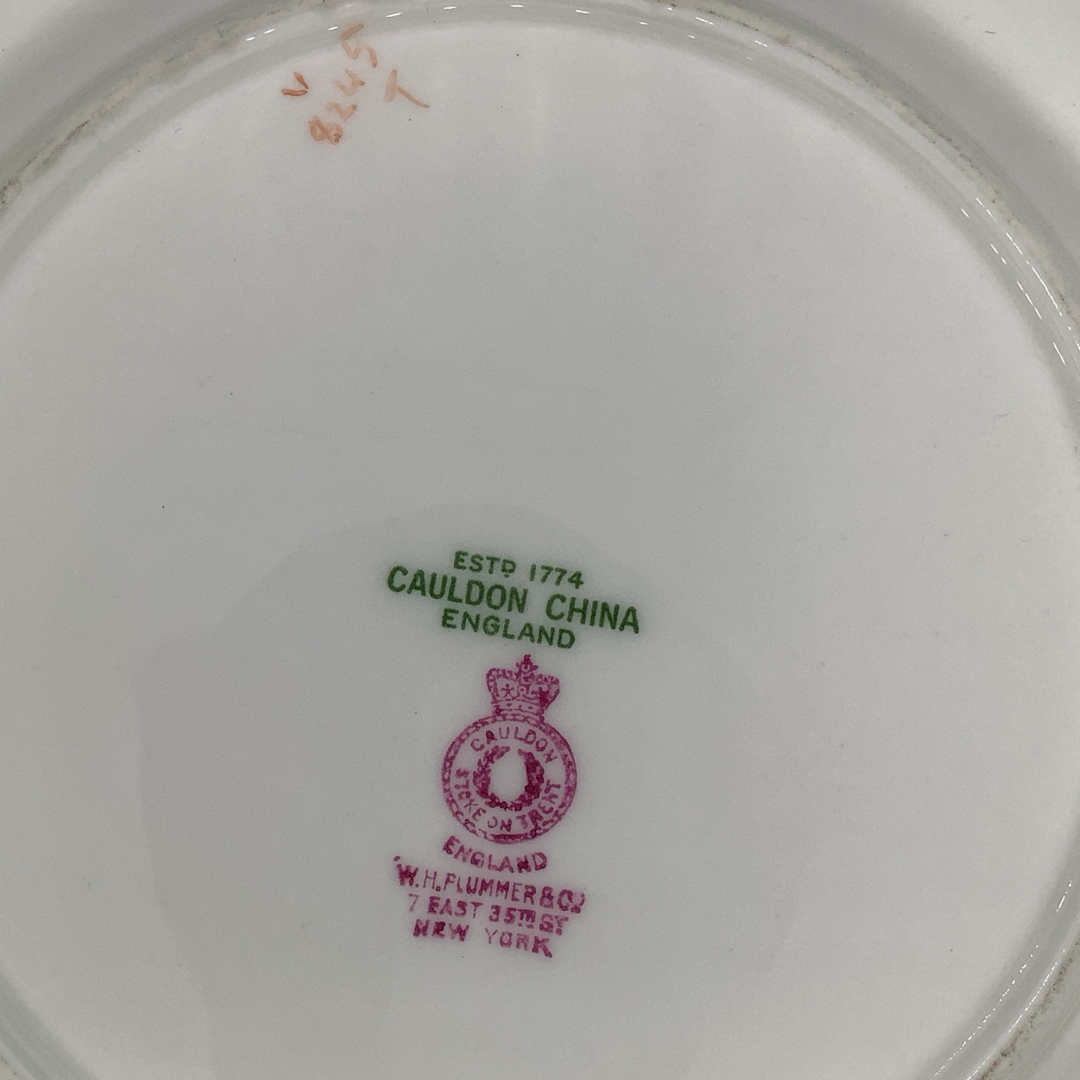 V
8245
T
ESTD 1774
CAULDON CHINA
ENGLAND
CAULDON
STOKE ON TRENT
ENGLAND
W.H.PLUMMER & CO.
7 EAST 35TH ST
NEW YORK